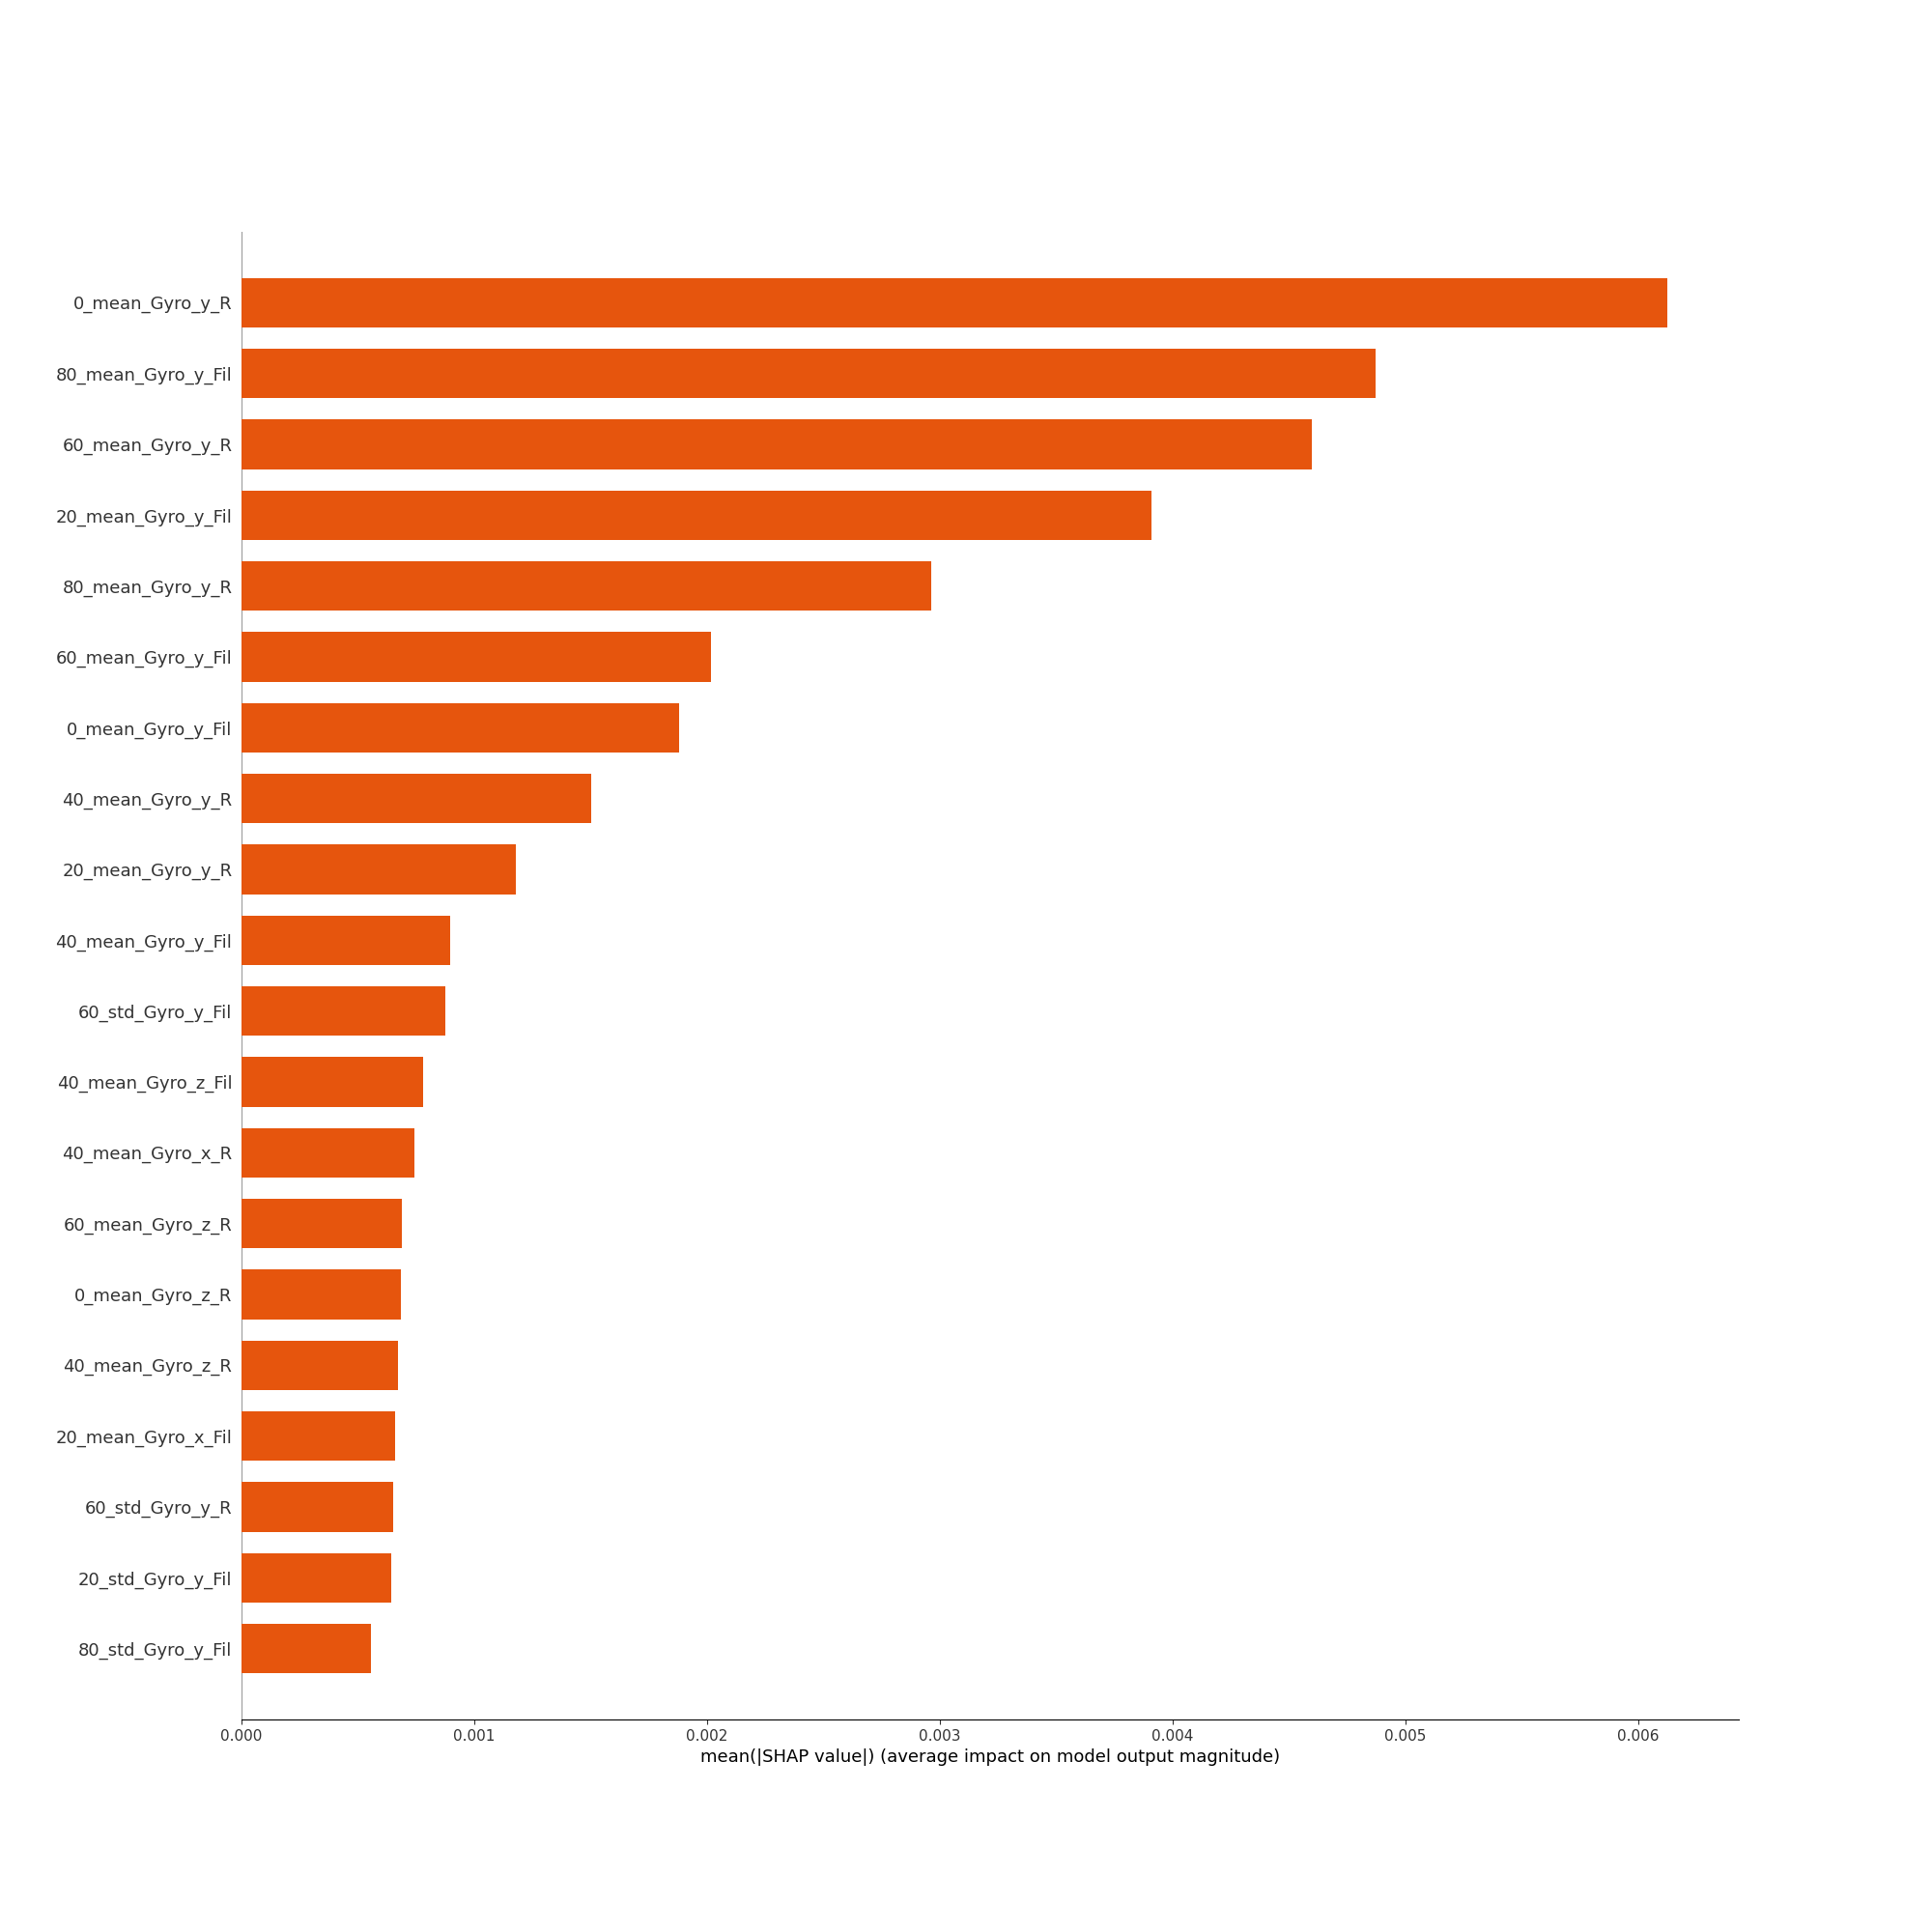 0_mean_Gyro_y_R
80_mean_Gyro_y_Fil
60_mean_Gyro_y_R
20_mean_Gyro_y_Fil
80_mean_Gyro_y_R
60_mean_Gyro_y_Fil
0_mean_Gyro_y_Fil
40_mean_Gyro_y_R
20_mean_Gyro_y_R
40_mean_Gyro_y_Fil
60_std_Gyro_y_Fil
40_mean_Gyro_z_Fil
40_mean_Gyro_x_R
60_mean_Gyro_z_R
0_mean_Gyro_z_R
40_mean_Gyro_z_R
20_mean_Gyro_x_Fil
60_std_Gyro_y_R
20_std_Gyro_y_Fil
80_std_Gyro_y_Fil
0.000 0.001 0.002 0.003 0.004 0.005 0.006
mean(|SHAP value|) (average impact on model output magnitude)